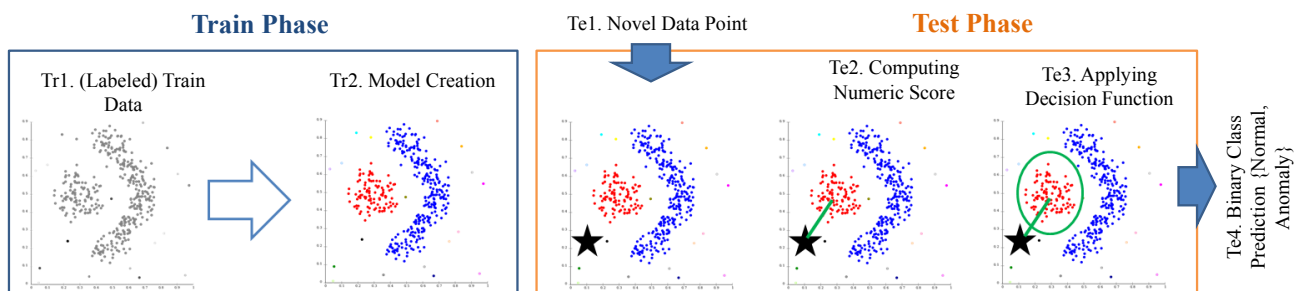 Train Phase
Tr1. (Labeled) Train
Data
Tr2. Model Creation
Te1. Novel Data Point
Test Phase
Te2. Computing
Numeric Score
Te3. Applying
Decision Function
Te4. Binary Class
Prediction {Normal,
Anomaly}